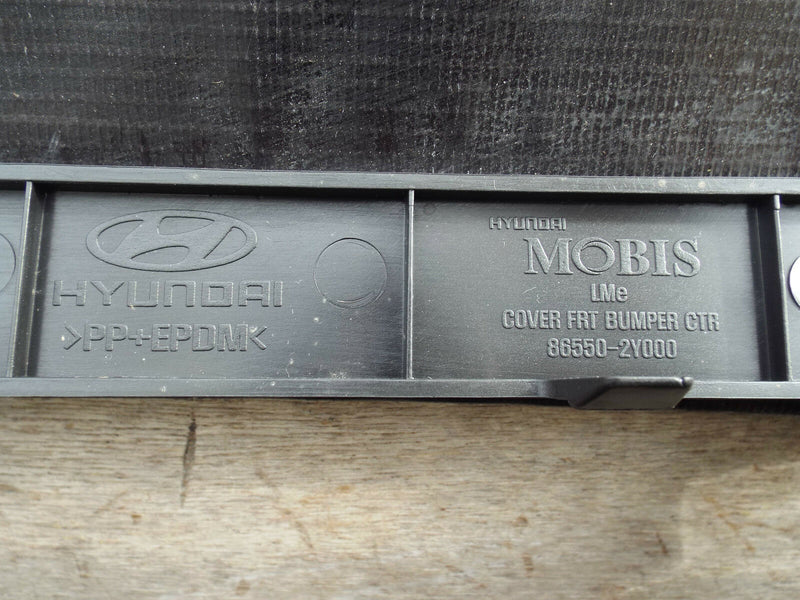 HYUNDAI
>PP+EPDM<
HYUNDAI
MOBIS
LMe
COVER FRT BUMPER CTR
86550-2Y000